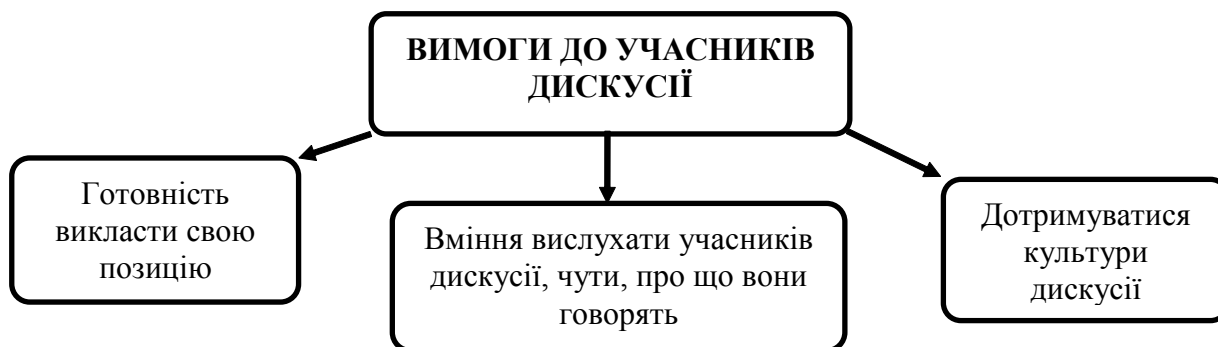 ВИМОГИ ДО УЧАСНИКІВ
ДИСКУСІЇ
Готовність
викласти свою
позицію
Вміння вислухати учасників
дискусії, чути, про що вони
говорять
Дотримуватися
культури
дискусії